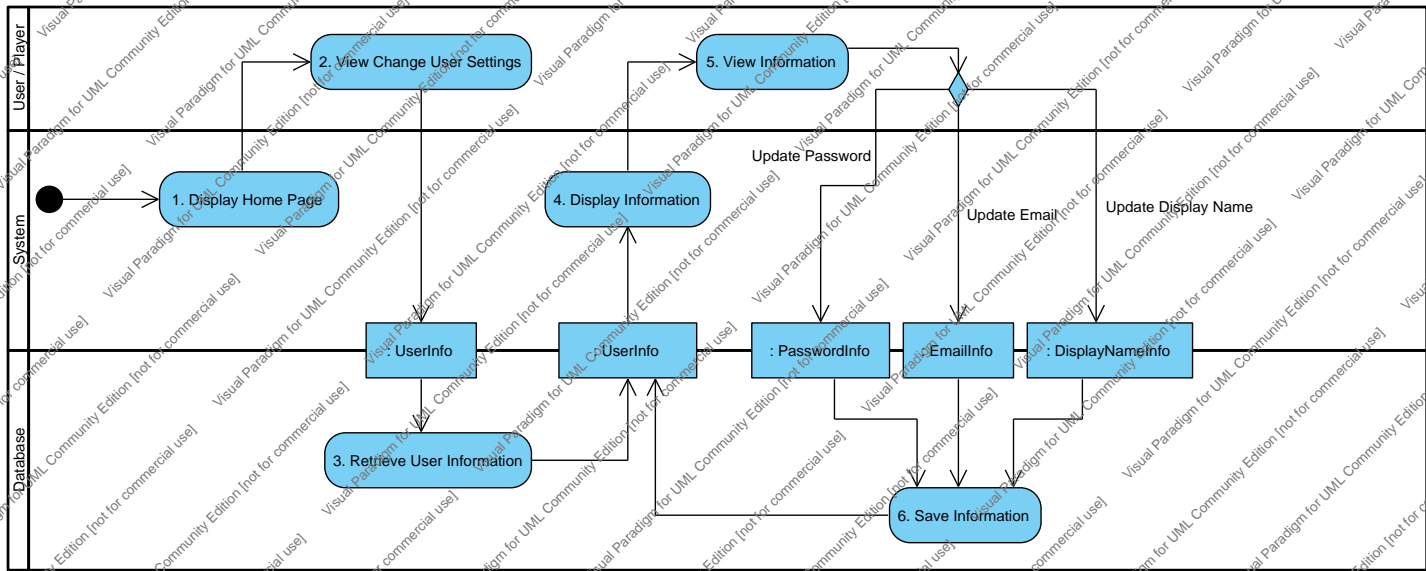 User / Player
2. View Change User Settings
5. View Information
System
1. Display Home Page
4. Display Information
Update Password
Update Email
Update Display Name
: UserInfo
: UserInfo
: PasswordInfo
: EmailInfo
: DisplayNameInfo
Database
3. Retrieve User Information
6. Save Information
Visual Paradigm for UML Community Edition [not for commercial use]